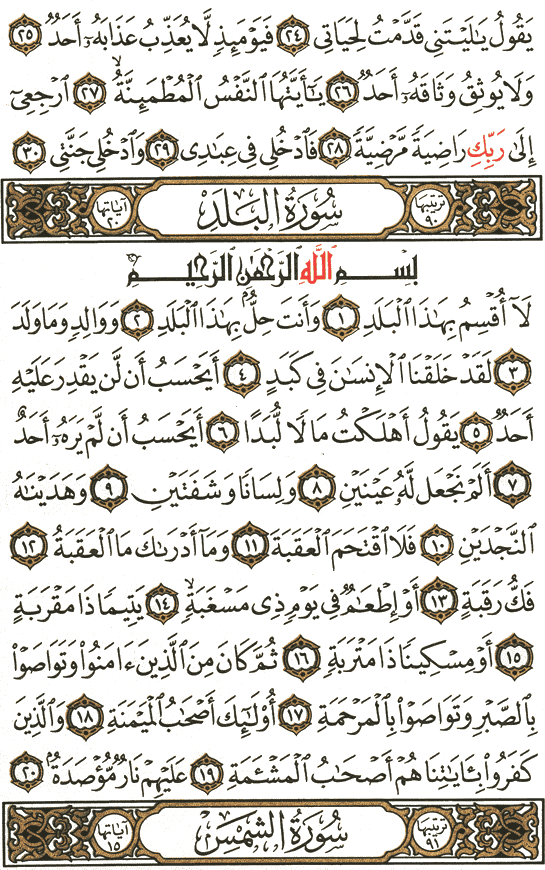 يَقُولُ يَـٰلَيْتَنِى قَدَّمْتُ لِحَيَاتِى ٢٤ فَيَوْمَئِذٍ لَّا يُعَذِّبُ عَذَابَهُۥٓ أَحَدٌ ٢٥
وَلَا يُوثِقُ وَثَاقَهُۥٓ أَحَدٌ ٢٦ يَـٰٓأَيَّتُهَا ٱلنَّفْسُ ٱلْمُطْمَئِنَّةُ ٢٧ ٱرْجِعِىٓ
إِلَىٰ رَبِّكِ رَاضِيَةً مَّرْضِيَّةً ٢٨ فَٱدْخُلِى فِى عِبَـٰدِى ٢٩ وَٱدْخُلِى جَنَّتِى ٣٠
ترتيبها ٩٠ سُورَةُ الْبَلَدِ آياتها ٢٠
بِسْمِ ٱللَّهِ ٱلرَّحْمَـٰنِ ٱلرَّحِيمِ
لَآ أُقْسِمُ بِهَـٰذَا ٱلْبَلَدِ ١ وَأَنتَ حِلٌّۢ بِهَـٰذَا ٱلْبَلَدِ ٢ وَوَالِدٍ وَمَا وَلَدَ
٣ لَقَدْ خَلَقْنَا ٱلْإِنسَـٰنَ فِى كَبَدٍ ٤ أَيَحْسَبُ أَن لَّن يَقْدِرَ عَلَيْهِ
أَحَدٌ ٥ يَقُولُ أَهْلَكْتُ مَالًا لُّبَدًا ٦ أَيَحْسَبُ أَن لَّمْ يَرَهُۥٓ أَحَدٌ
٧ أَلَمْ نَجْعَل لَّهُۥ عَيْنَيْنِ ٨ وَلِسَانًا وَشَفَتَيْنِ ٩ وَهَدَيْنَـٰهُ
ٱلنَّجْدَيْنِ ١٠ فَلَا ٱقْتَحَمَ ٱلْعَقَبَةَ ١١ وَمَآ أَدْرَىٰكَ مَا ٱلْعَقَبَةُ ١٢
فَكُّ رَقَبَةٍ ١٣ أَوْ إِطْعَـٰمٌ فِى يَوْمٍ ذِى مَسْغَبَةٍ ١٤ يَتِيمًا ذَا مَقْرَبَةٍ
١٥ أَوْ مِسْكِينًا ذَا مَتْرَبَةٍ ١٦ ثُمَّ كَانَ مِنَ ٱلَّذِينَ ءَامَنُوا۟ وَتَوَاصَوْا۟
بِٱلصَّبْرِ وَتَوَاصَوْا۟ بِٱلْمَرْحَمَةِ ١٧ أُو۟لَـٰٓئِكَ أَصْحَـٰبُ ٱلْمَيْمَنَةِ ١٨ وَٱلَّذِينَ
كَفَرُوا۟ بِـَٔايَـٰتِنَا هُمْ أَصْحَـٰبُ ٱلْمَشْـَٔمَةِ ١٩ عَلَيْهِمْ نَارٌ مُّؤْصَدَةٌۢ ٢٠
ترتيبها ٩١ سُورَةُ الشَّمْسِ آياتها ١٥